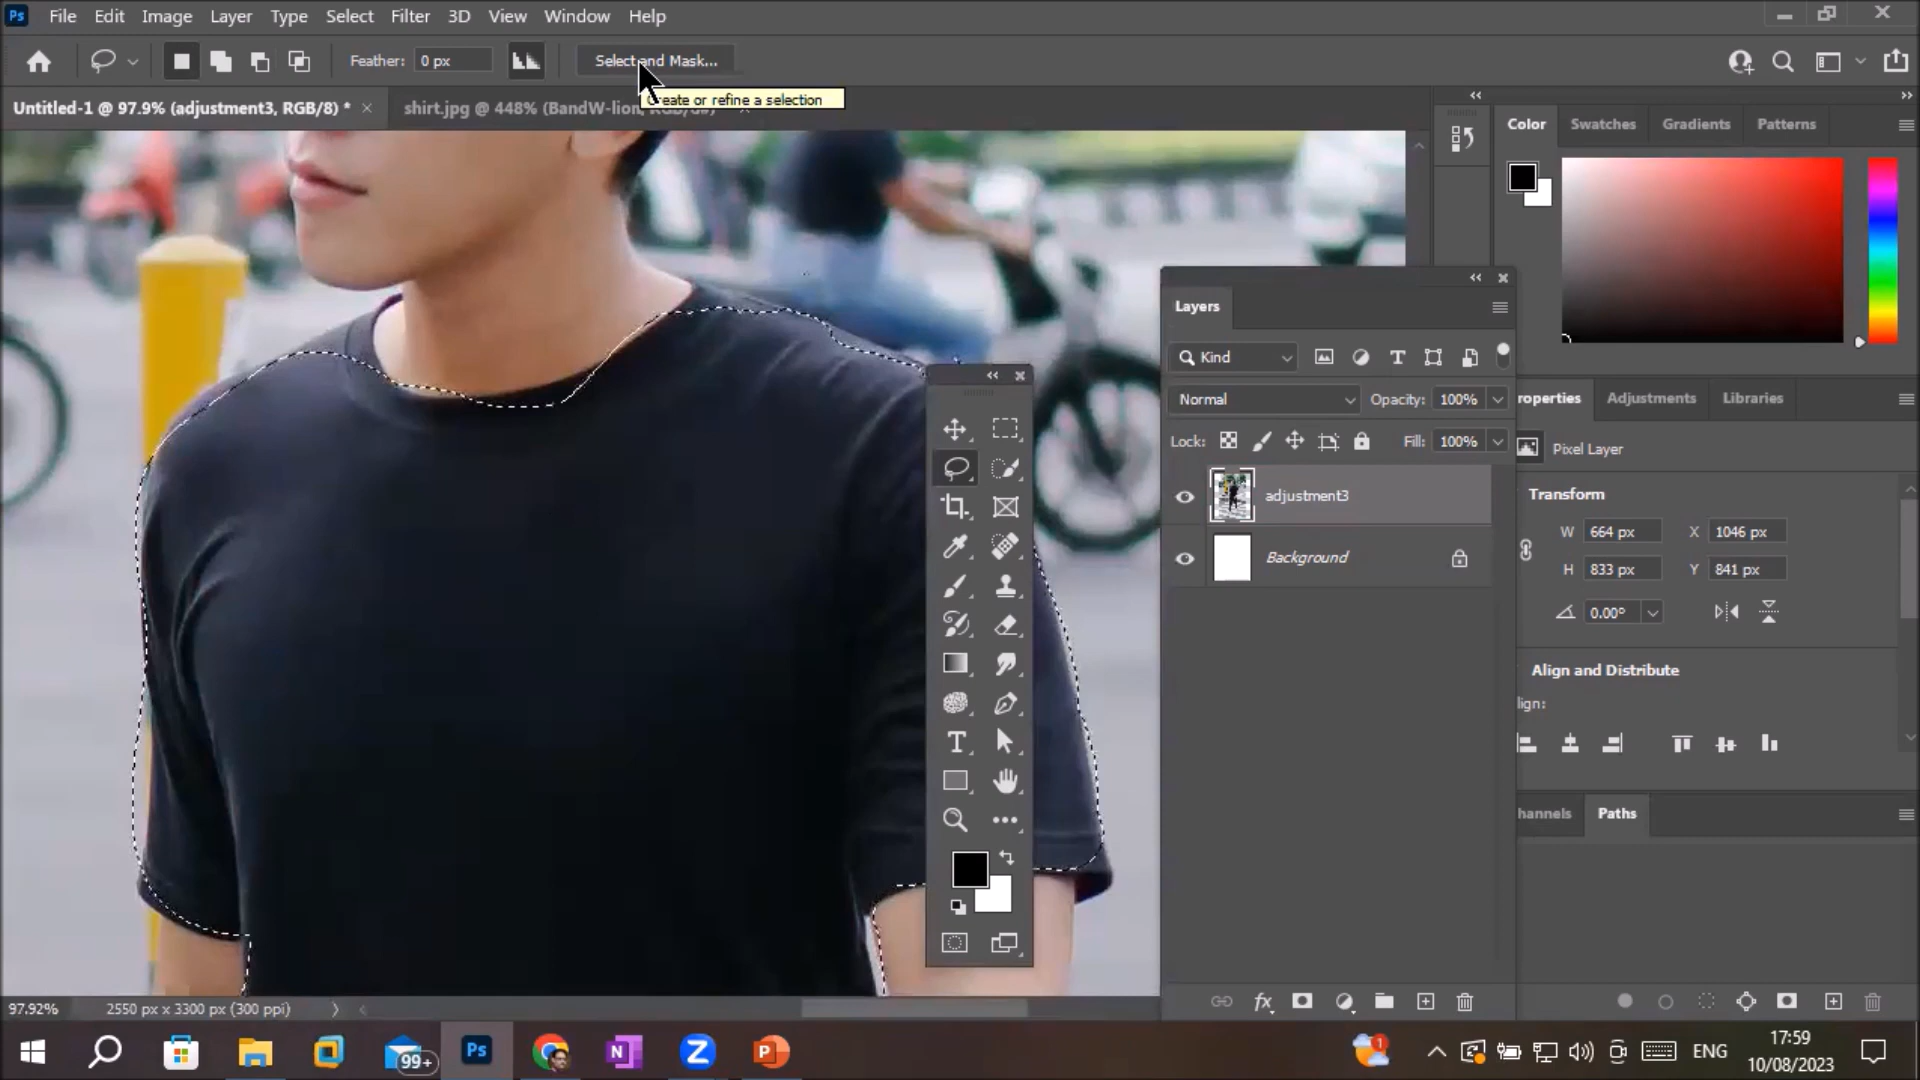 Ps File Edit Image Layer Type Select Filter 3D View Window Help
Feather: 0 px Select and Mask...
Create or refine a selection
Untitled-1 @ 97.9% (adjustment3, RGB/8) * × shirt.jpg @ 448% (BandW-lion,
Color Swatches Gradients Patterns
Layers
Kind
Normal Opacity: 100%
Lock: Fill: 100%
adjustment3
Background
roperties Adjustments Libraries
Pixel Layer
Transform
W 664 px X 1046 px
H 833 px Y 841 px
0.00°
Align and Distribute
lign:
hannels Paths
97.92% 2550 px x 3300 px (300 ppi)
99+ Ps N Z P 1 ENG
17:59
10/08/2023